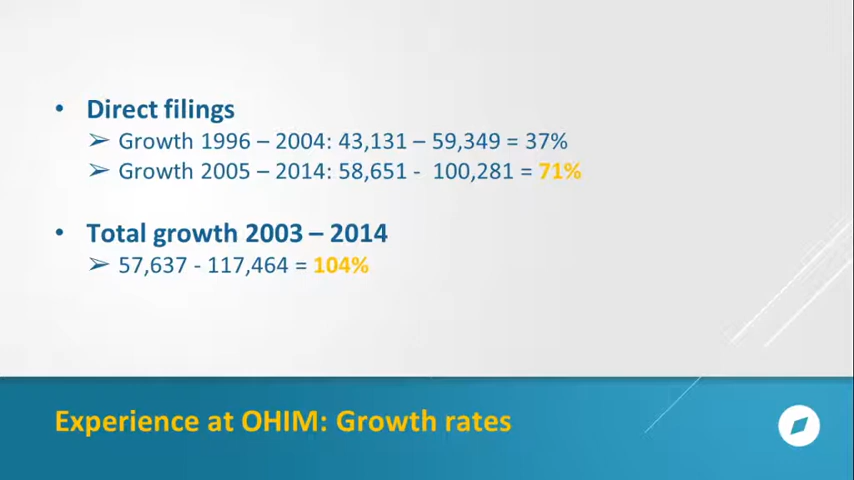 • Direct filings
➢ Growth 1996 – 2004: 43,131 – 59,349 = 37%
➢ Growth 2005 – 2014: 58,651 - 100,281 = 71%
• Total growth 2003 – 2014
➢ 57,637 - 117,464 = 104%
Experience at OHIM: Growth rates